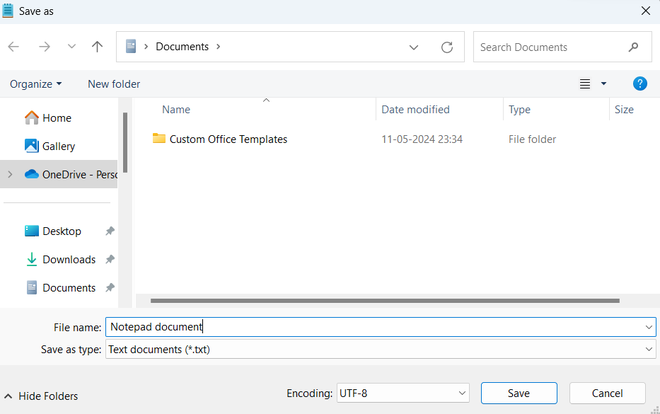 Save as
Documents
Search Documents
Organize
New folder
Name
Date modified
Type
Size
Home
Gallery
OneDrive - Perso
Custom Office Templates
11-05-2024 23:34
File folder
Desktop
Downloads
Documents
File name:
Notepad document
Save as type:
Text documents (*.txt)
Hide Folders
Encoding:
UTF-8
Save
Cancel